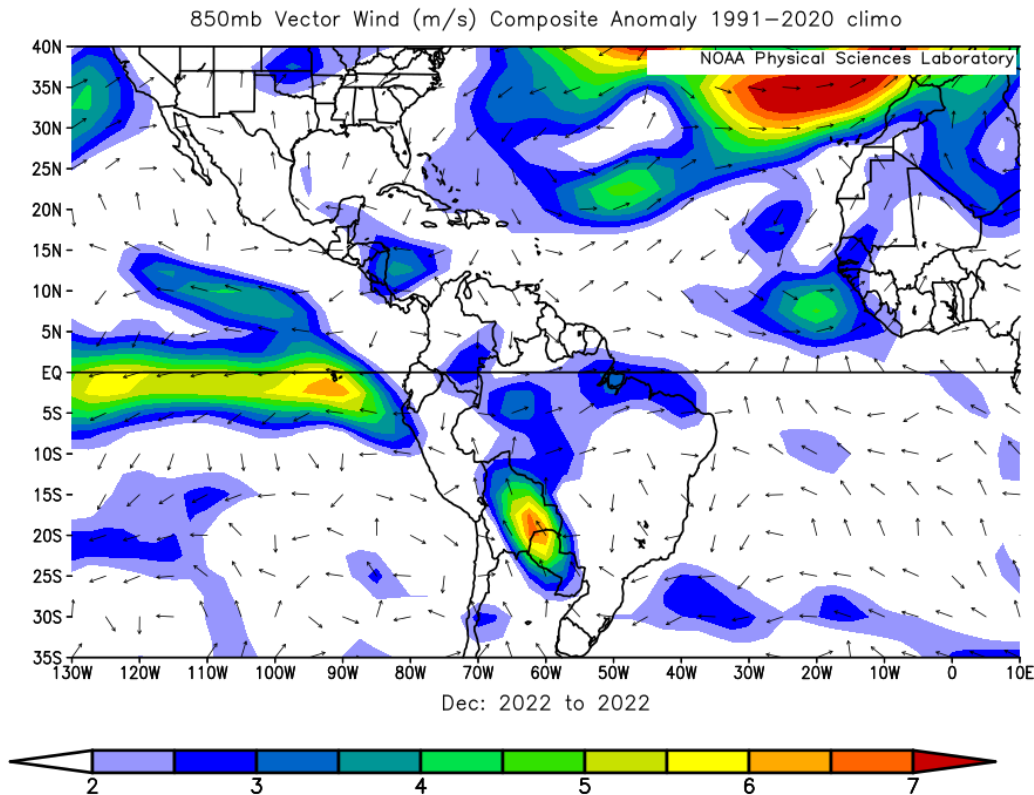 850mb Vector Wind (m/s) Composite Anomaly 1991−2020 climo
NOAA Physical Sciences Laboratory
40N
35N
30N
25N
20N
15N
10N
5N
EQ
5S
10S
15S
20S
25S
30S
35S
130W 120W 110W 100W 90W 80W 70W 60W 50W 40W 30W 20W 10W 0 10E
Dec: 2022 to 2022
2 3 4 5 6 7